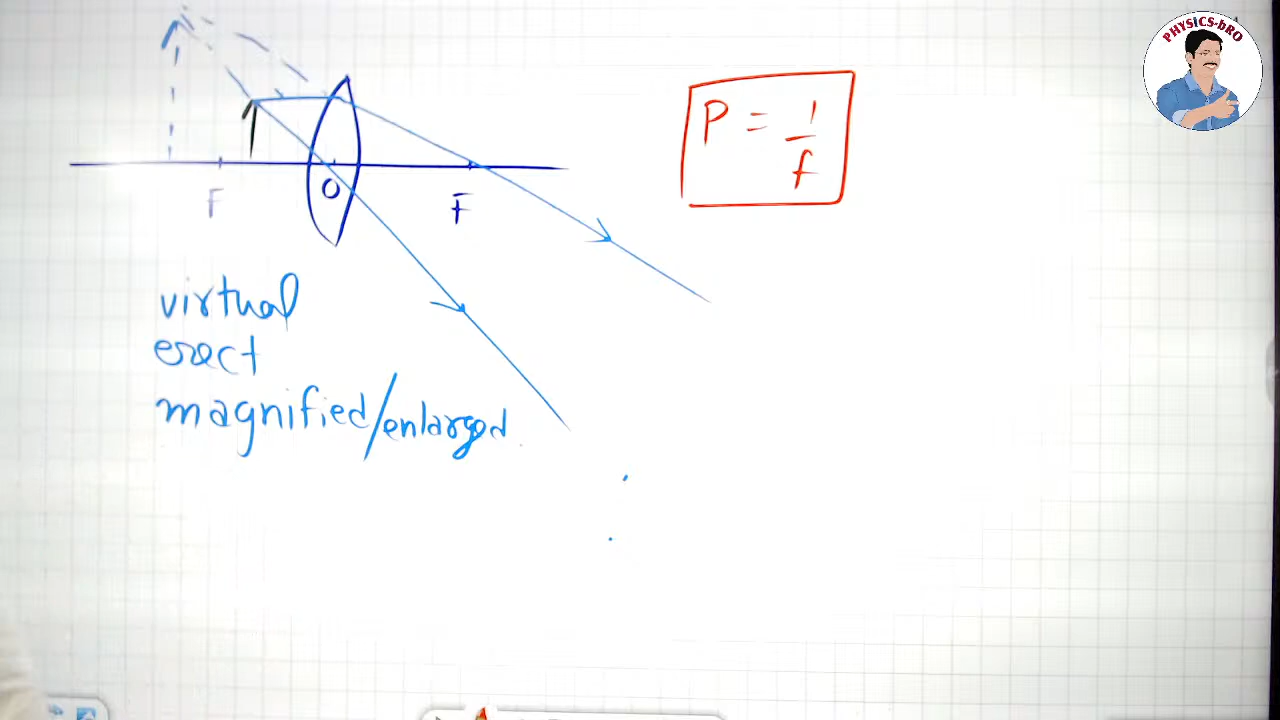 PHYSICS-bRO
P = 1/f
F
O
F
virtual
erect
magnified/enlarged